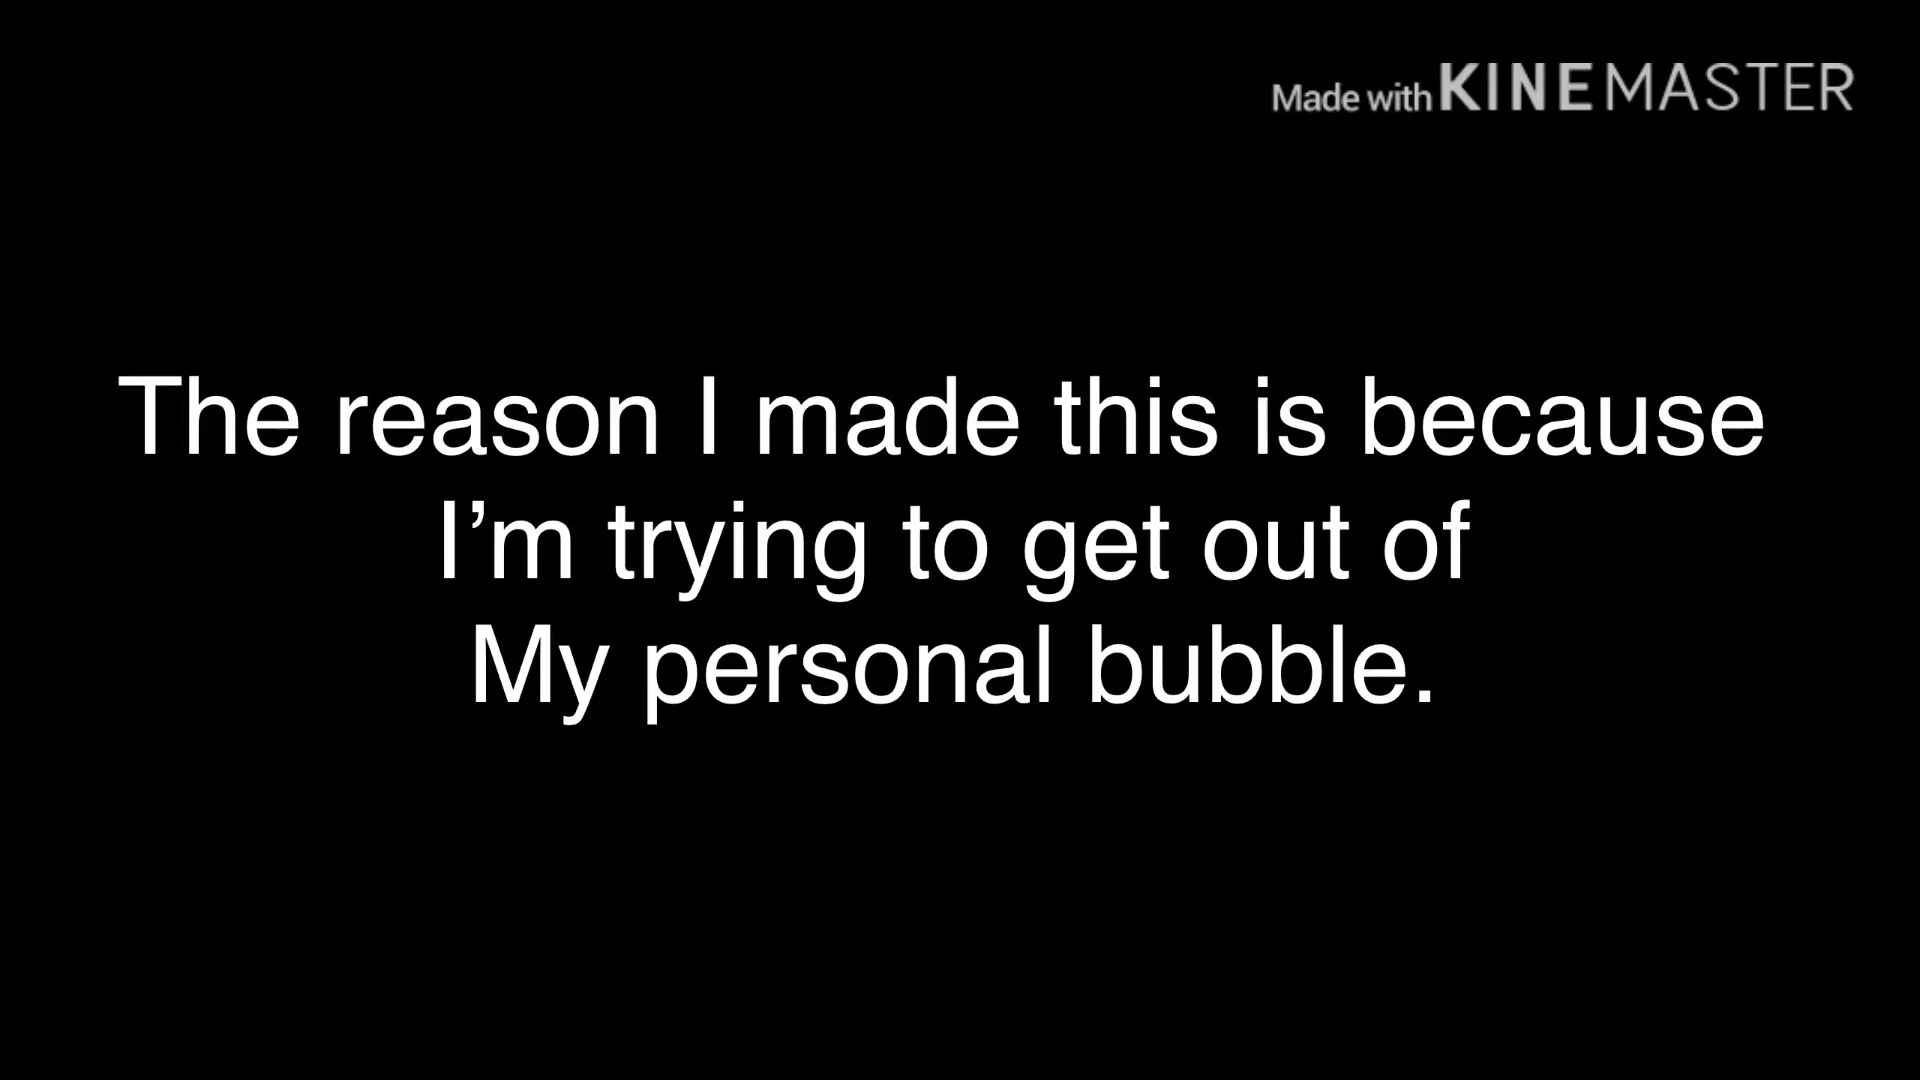 Made with KINEMASTER
The reason I made this is because
I’m trying to get out of
My personal bubble.